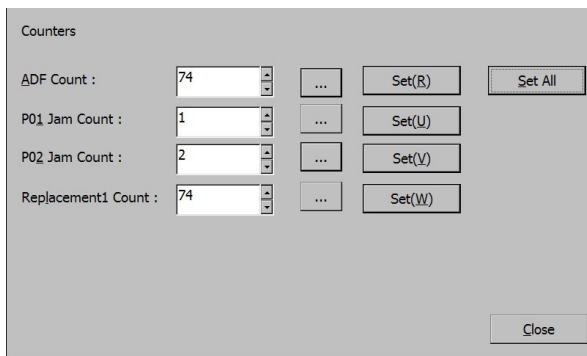 Counters
ADF Count : 74 ... Set(R) Set All
P01 Jam Count : 1 ... Set(U)
P02 Jam Count : 2 ... Set(V)
Replacement1 Count : 74 ... Set(W)
Close